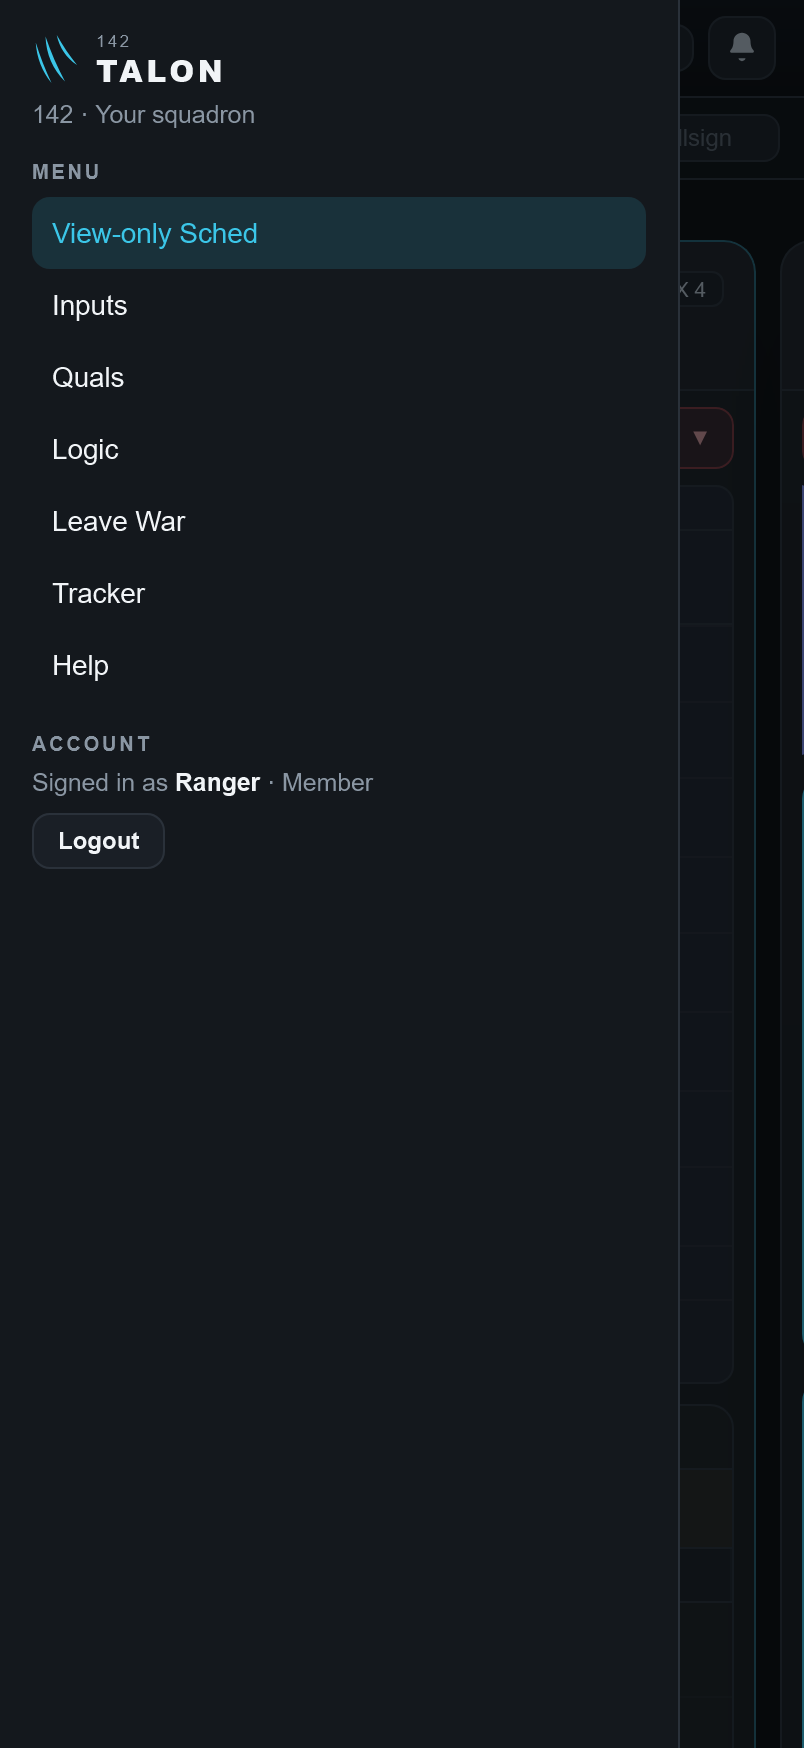 142
TALON
142 · Your squadron
MENU
View-only Sched
Inputs
Quals
Logic
Leave War
Tracker
Help
ACCOUNT
Signed in as Ranger · Member
Logout
4
▼